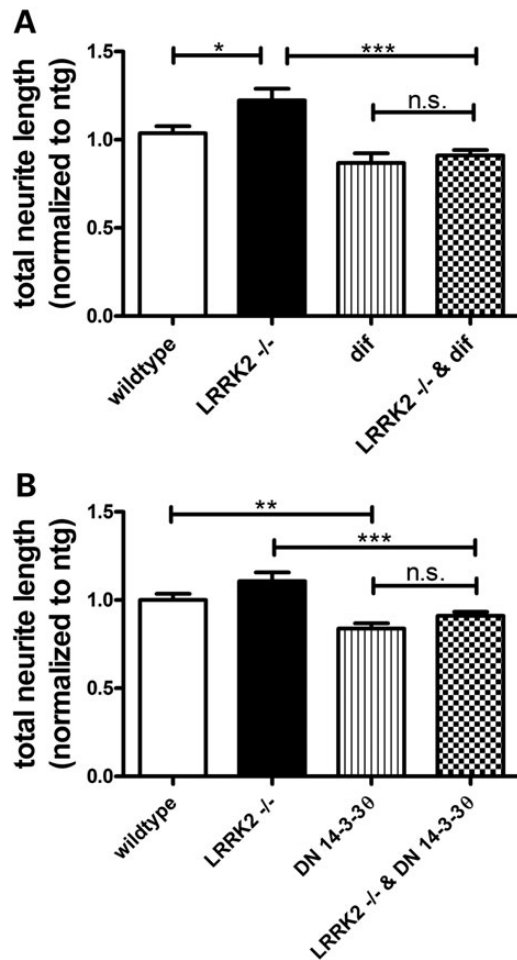 A
total neurite length
(normalized to ntg)
1.5
1.0
0.5
0.0
*
***
n.s.
wildtype
LRRK2 -/-
dif
LRRK2 -/- & dif
B
total neurite length
(normalized to ntg)
1.5
1.0
0.5
0.0
**
***
n.s.
wildtype
LRRK2 -/-
DN 14-3-3θ
LRRK2 -/- & DN 14-3-3θ